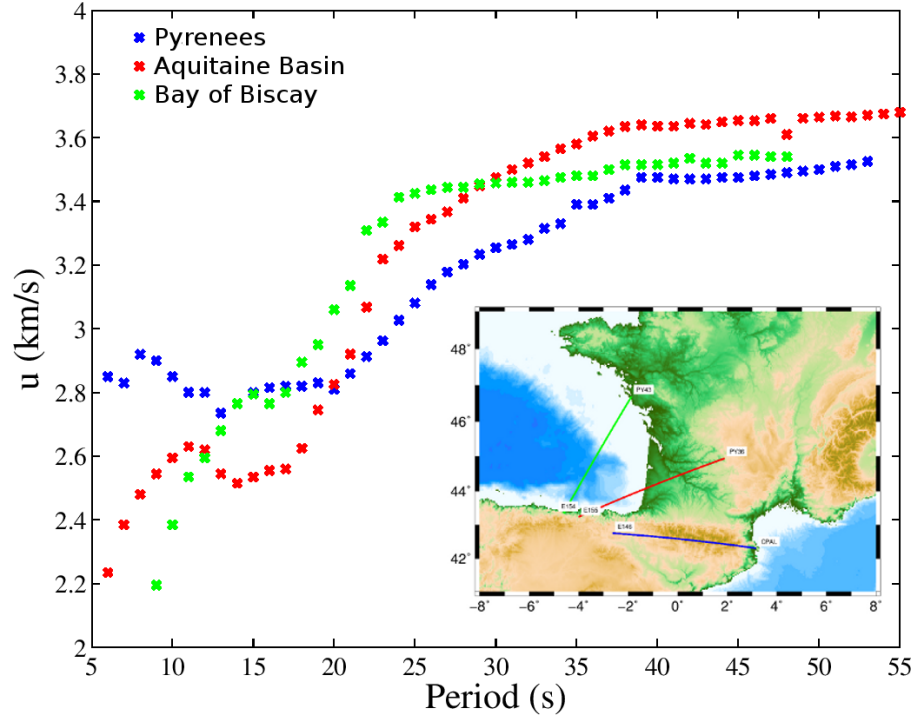 4
3.8
3.6
3.4
3.2
3
2.8
2.6
2.4
2.2
2
u (km/s)
Pyrenees
Aquitaine Basin
Bay of Biscay
48°
46°
44°
42°
PY43
PY36
E154
E155
E146
CPAL
-8° -6° -4° -2° 0° 2° 4° 6° 8°
5 10 15 20 25 30 35 40 45 50 55
Period (s)